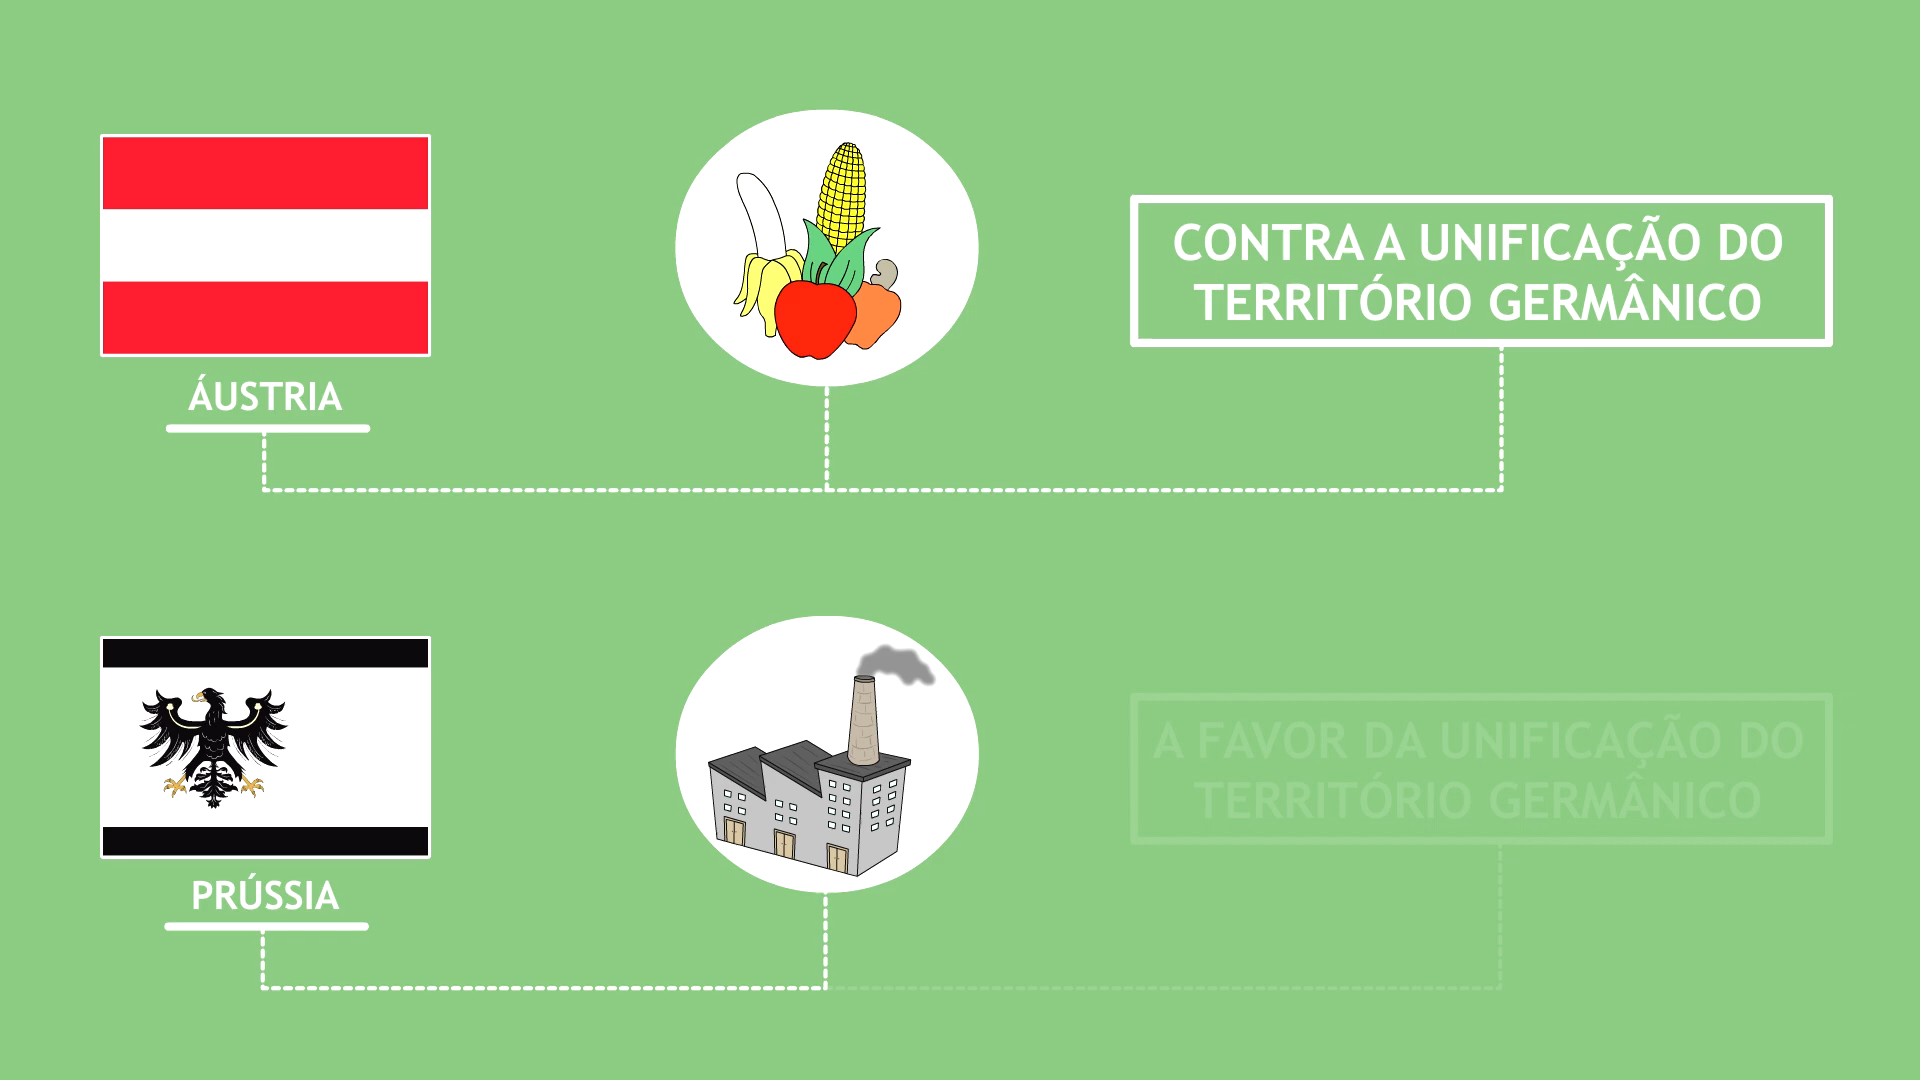 CONTRA A UNIFICAÇÃO DO
TERRITÓRIO GERMÂNICO
ÁUSTRIA
A FAVOR DA UNIFICAÇÃO DO
TERRITÓRIO GERMÂNICO
PRÚSSIA